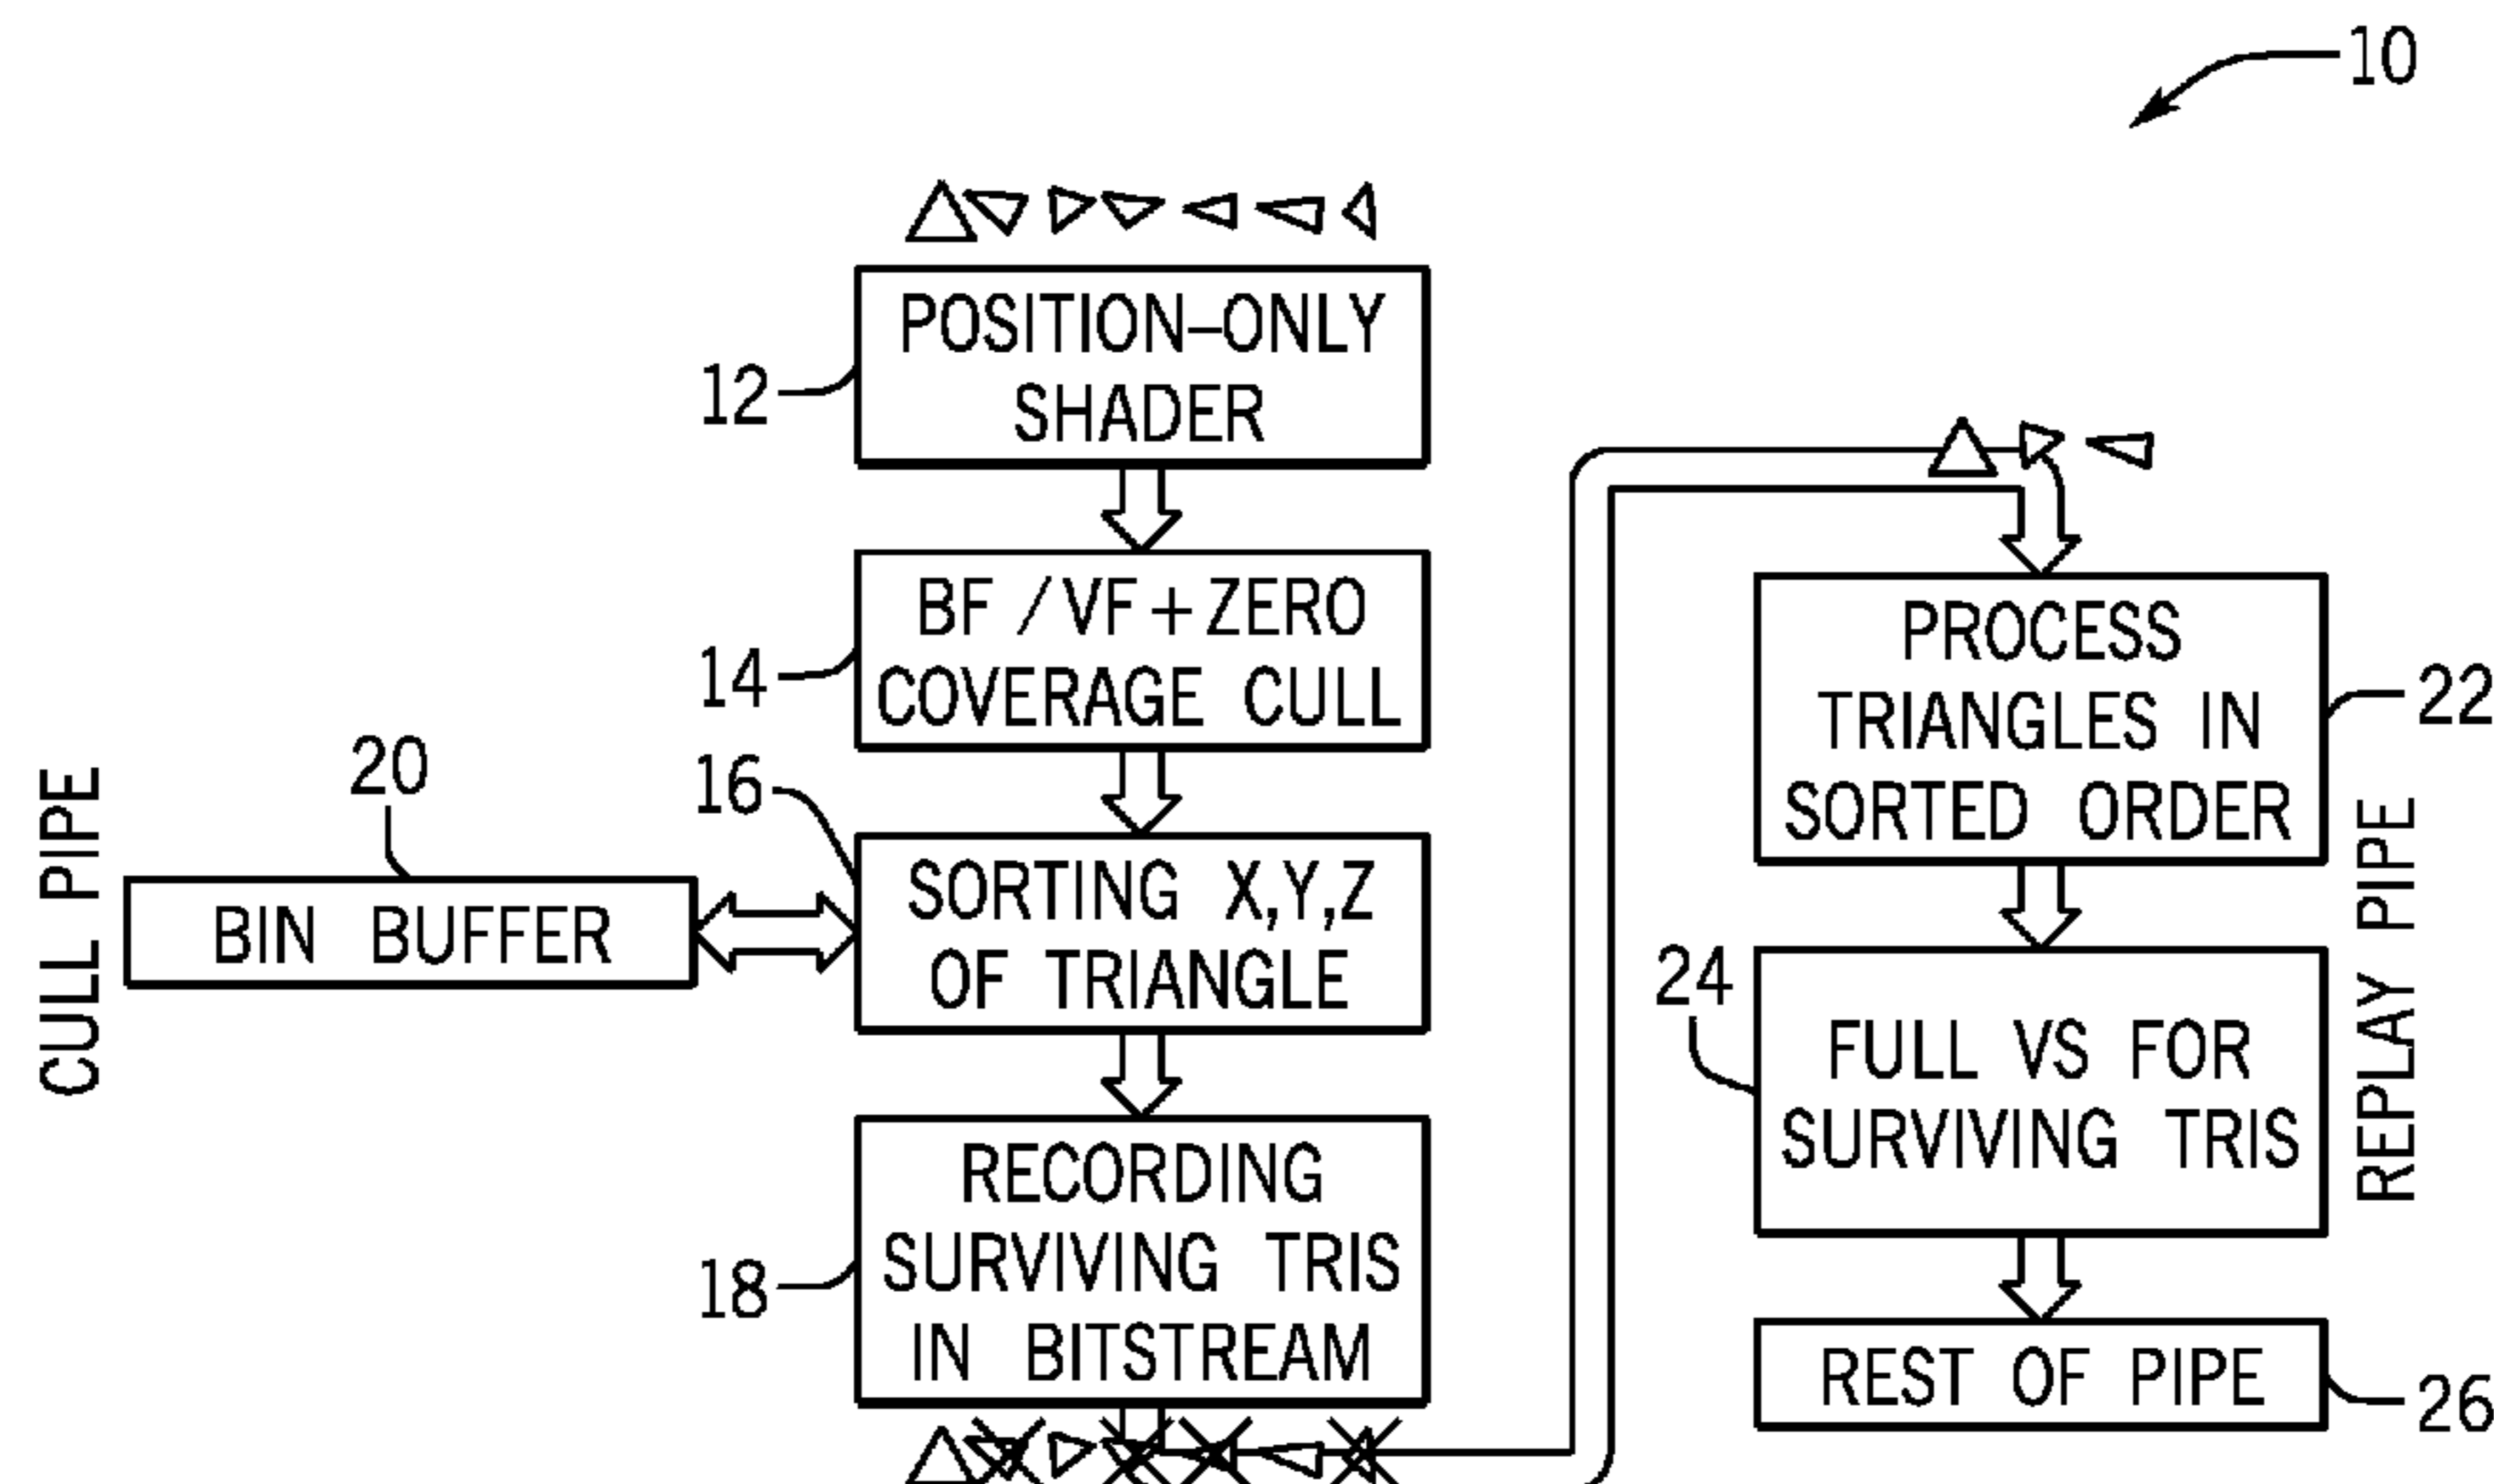 10
POSITION-ONLY
SHADER
12
BF/VF+ZERO
COVERAGE CULL
14
16
SORTING X,Y,Z
OF TRIANGLE
20
BIN BUFFER
CULL PIPE
RECORDING
SURVIVING TRIS
IN BITSTREAM
18
PROCESS
TRIANGLES IN
SORTED ORDER
22
24
FULL VS FOR
SURVIVING TRIS
REPLAY PIPE
REST OF PIPE
26